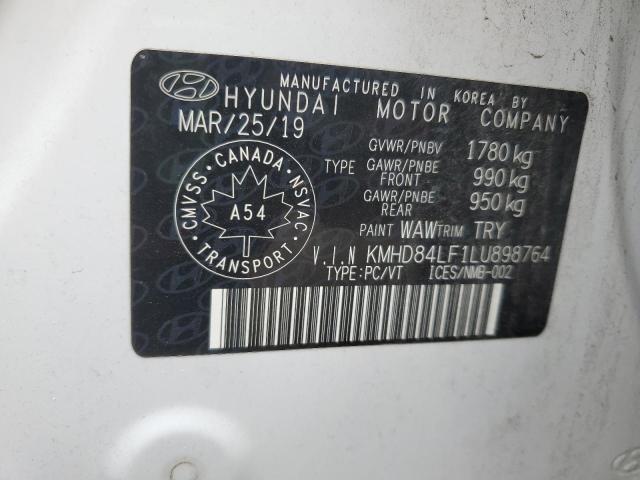 MANUFACTURED IN KOREA BY
HYUNDAI MOTOR COMPANY
MAR/25/19
CMVSS · CANADA · NSVAC
A54
TRANSPORT
TYPE
GVWR/PNBV 1780 kg
GAWR/PNBE FRONT 990 kg
GAWR/PNBE REAR 950 kg
PAINT WAW TRIM TRY
V.I.N KMHD84LF1LU898764
TYPE:PC/VT ICES/NMB-002